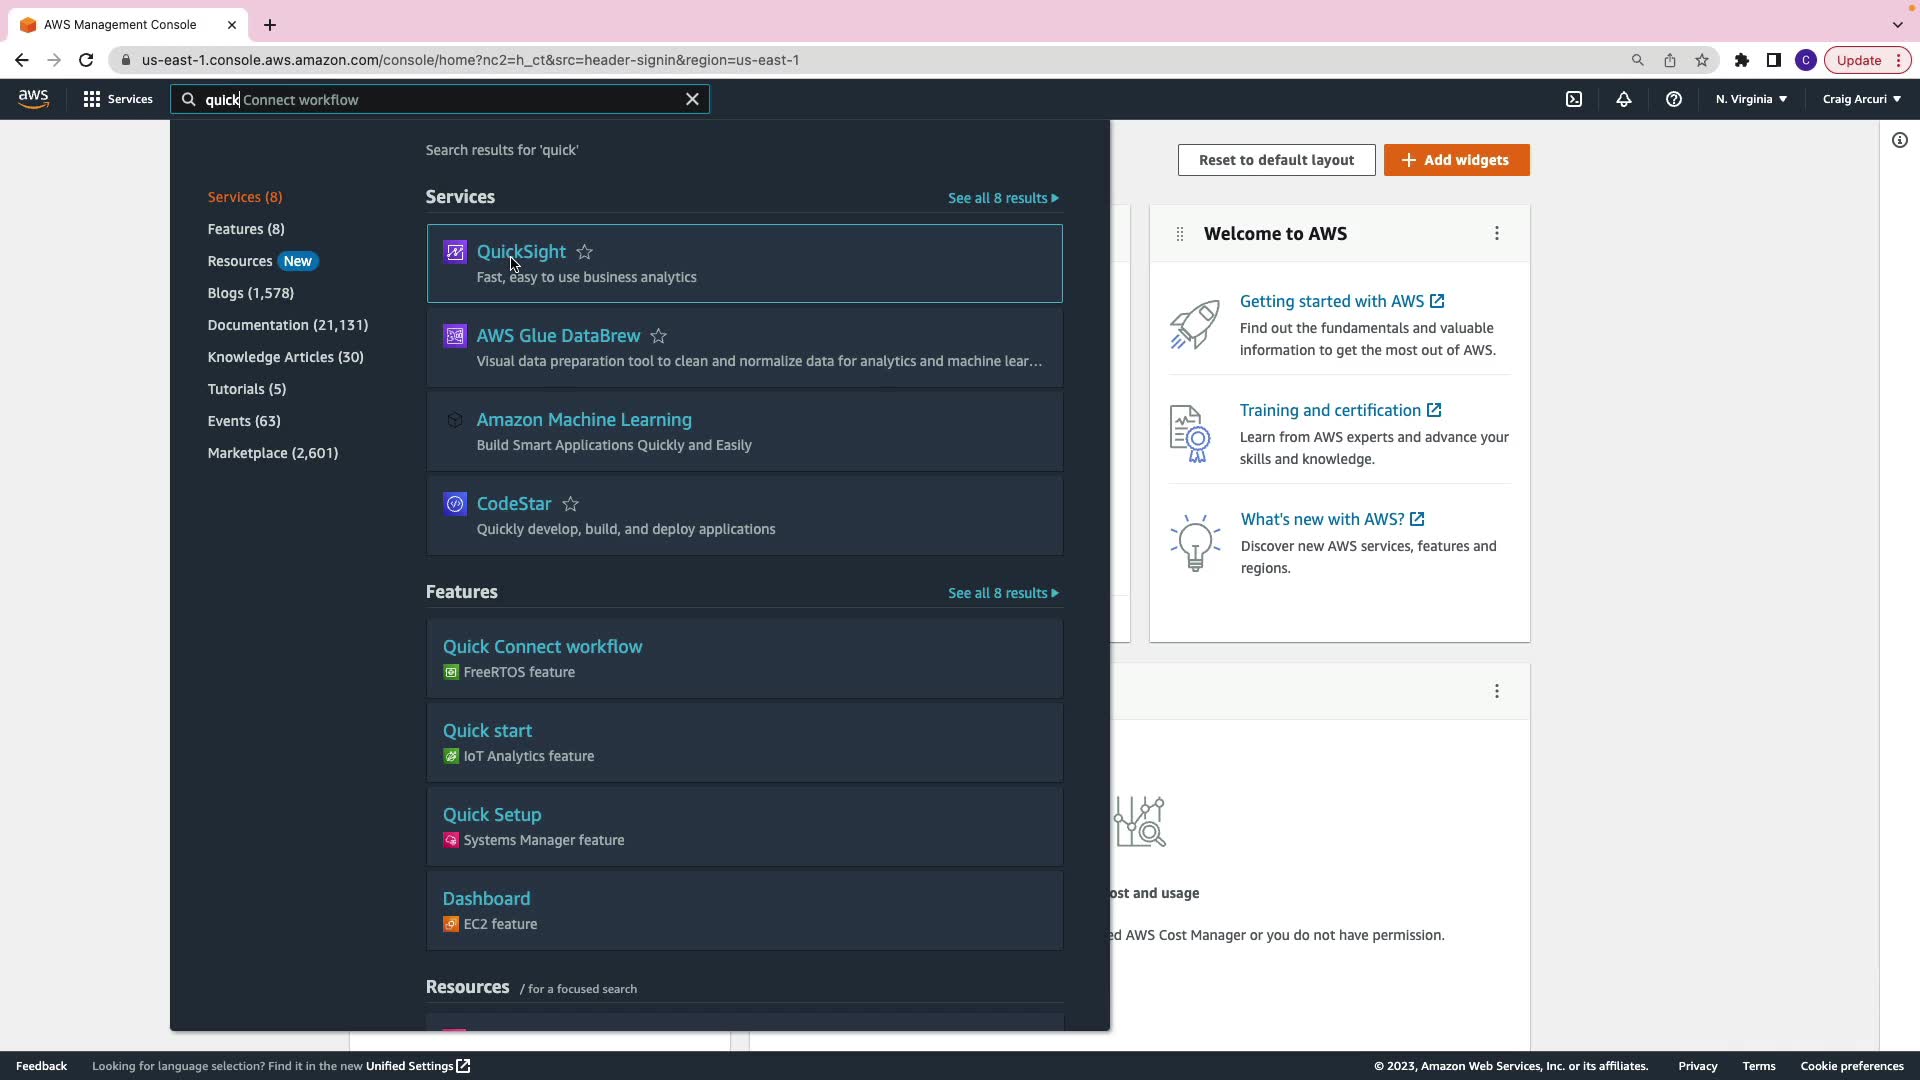 AWS Management Console
us-east-1.console.aws.amazon.com/console/home?nc2=h_ct&src=header-signin&region=us-east-1
C
Update
aws
Services
quick Connect workflow
N. Virginia
Craig Arcuri
Search results for 'quick'
Services (8)
Features (8)
Resources New
Blogs (1,578)
Documentation (21,131)
Knowledge Articles (30)
Tutorials (5)
Events (63)
Marketplace (2,601)
Services
See all 8 results
QuickSight
Fast, easy to use business analytics
AWS Glue DataBrew
Visual data preparation tool to clean and normalize data for analytics and machine lear...
Amazon Machine Learning
Build Smart Applications Quickly and Easily
CodeStar
Quickly develop, build, and deploy applications
Features
See all 8 results
Quick Connect workflow
FreeRTOS feature
Quick start
IoT Analytics feature
Quick Setup
Systems Manager feature
Dashboard
EC2 feature
Resources / for a focused search
Reset to default layout
Add widgets
Welcome to AWS
Getting started with AWS
Find out the fundamentals and valuable
information to get the most out of AWS.
Training and certification
Learn from AWS experts and advance your
skills and knowledge.
What's new with AWS?
Discover new AWS services, features and
regions.
ost and usage
ed AWS Cost Manager or you do not have permission.
Feedback
Looking for language selection? Find it in the new Unified Settings
© 2023, Amazon Web Services, Inc. or its affiliates.
Privacy
Terms
Cookie preferences